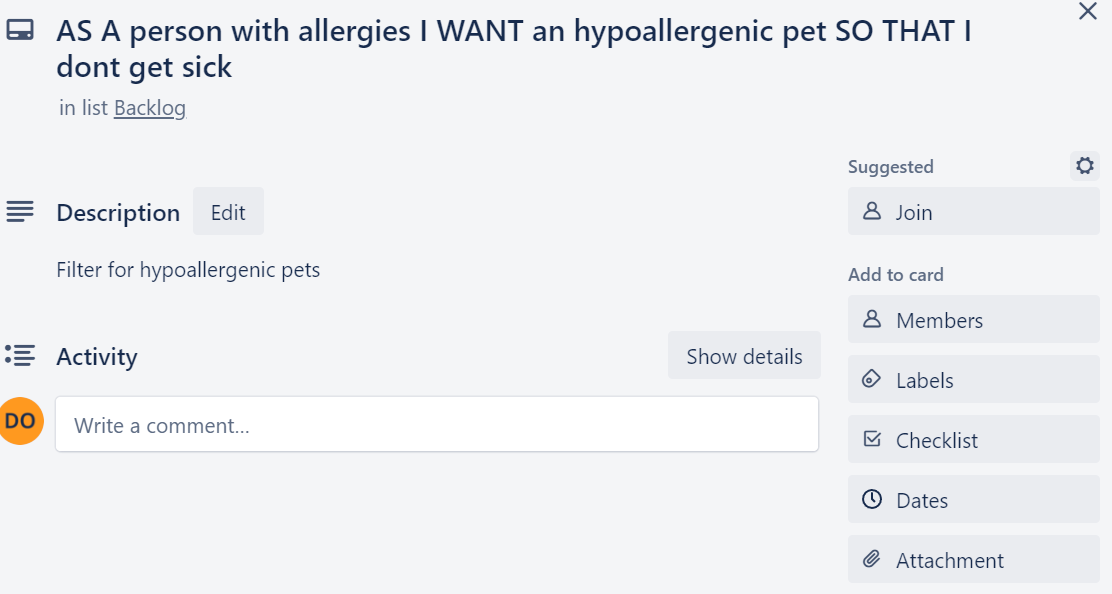 AS A person with allergies I WANT an hypoallergenic pet SO THAT I
dont get sick
in list Backlog
Suggested
Join
Description
Edit
Filter for hypoallergenic pets
Add to card
Members
Activity
Show details
Labels
DO
Write a comment...
Checklist
Dates
Attachment